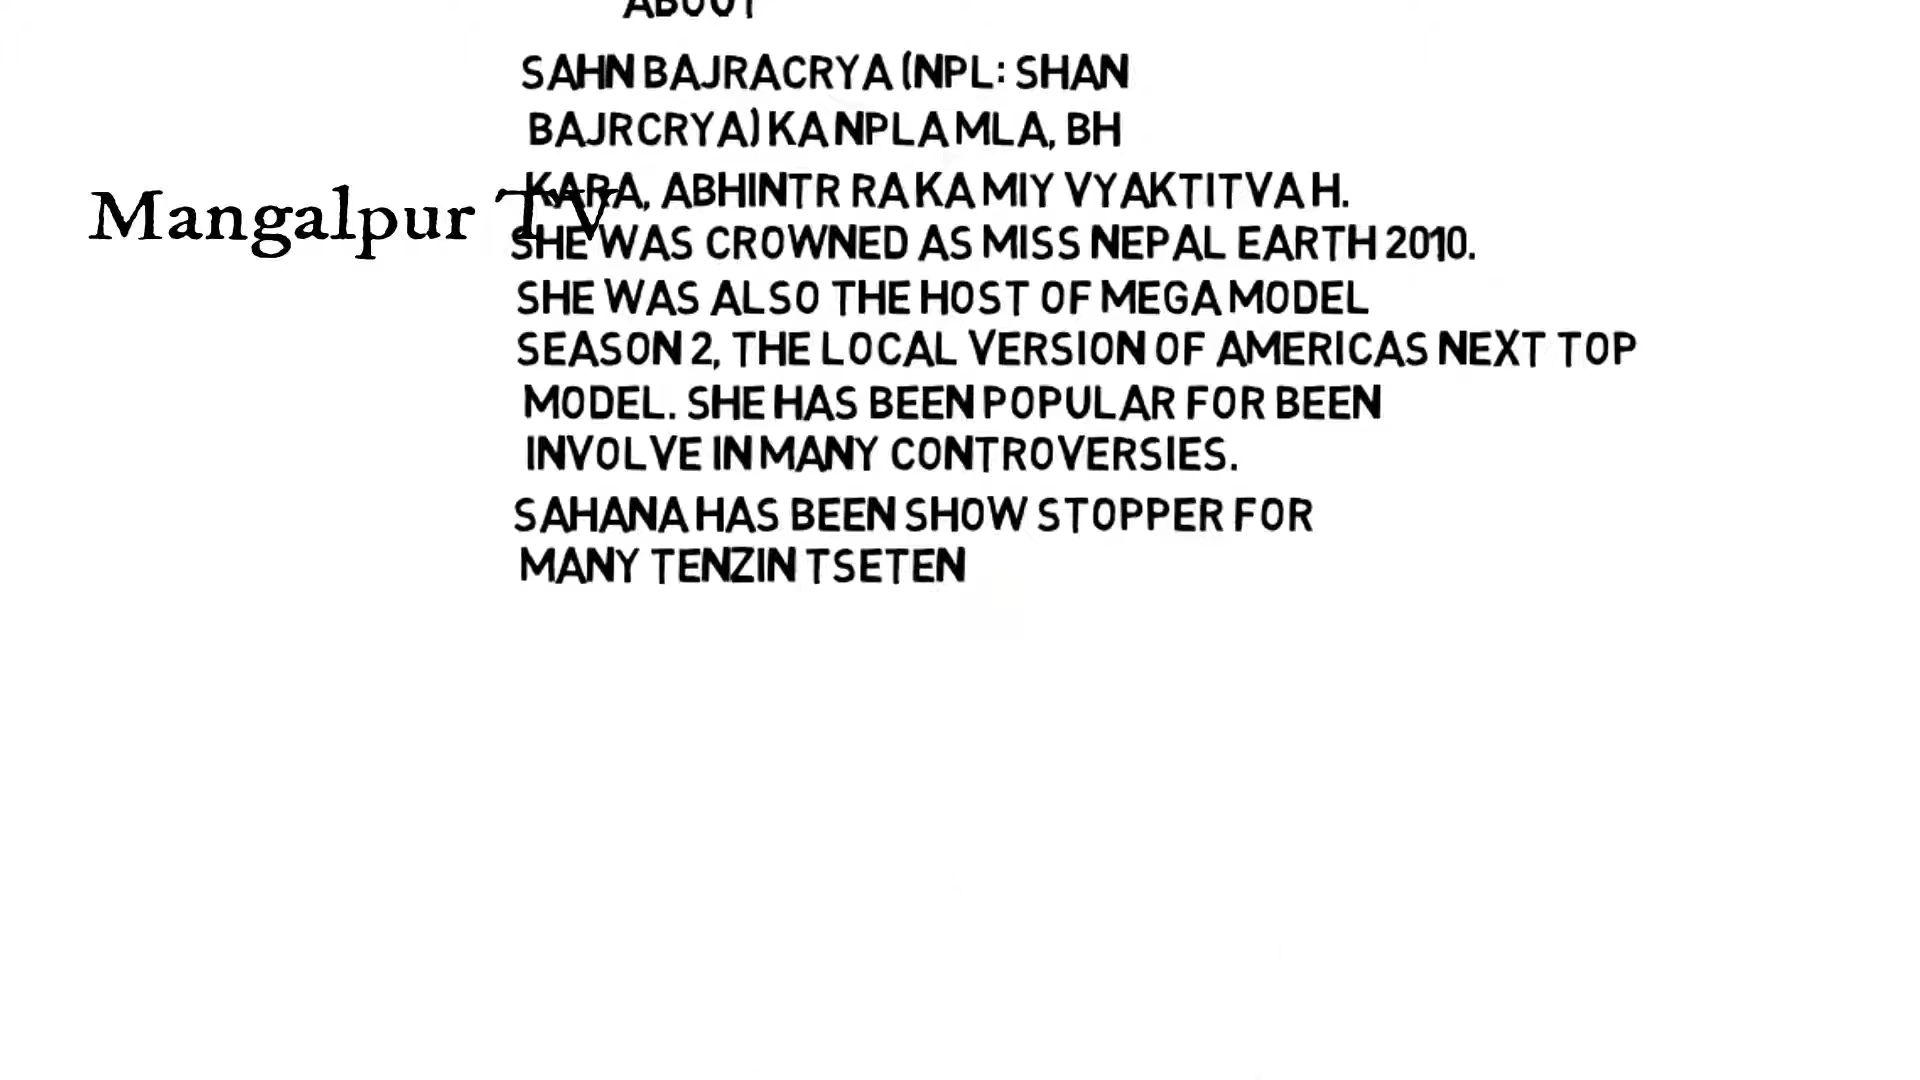 ABOUT
SAHN BAJRACRYA (NPL: SHAN
BAJRCRYA) KA NPLA MLA, BH
KARA, ABHINTR RA KA MIY VYAKTITVA H.
Mangalpur TV
SHE WAS CROWNED AS MISS NEPAL EARTH 2010.
SHE WAS ALSO THE HOST OF MEGA MODEL
SEASON 2, THE LOCAL VERSION OF AMERICAS NEXT TOP
MODEL. SHE HAS BEEN POPULAR FOR BEEN
INVOLVE IN MANY CONTROVERSIES.
SAHANA HAS BEEN SHOW STOPPER FOR
MANY TENZIN TSETEN